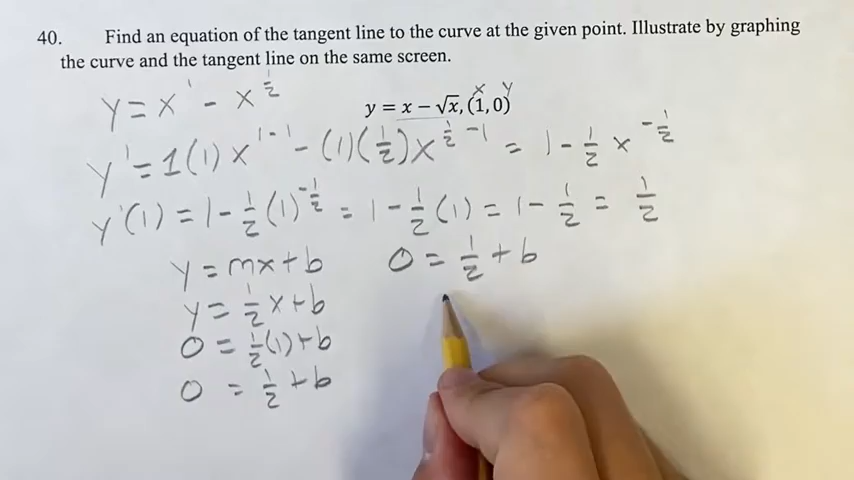 40. Find an equation of the tangent line to the curve at the given point. Illustrate by graphing
the curve and the tangent line on the same screen.
y = x¹ - x^(1/2)
x y
y = x − √x, (1, 0)
y' = 1(1)x^(1-1) - (1)(1/2)x^(1/2 -1) = 1 - 1/2 x^(-1/2)
y'(1) = 1 - 1/2(1)^(-1/2) = 1 - 1/2(1) = 1 - 1/2 = 1/2
y = mx + b
y = 1/2 x + b
0 = 1/2(1) + b
0 = 1/2 + b
0 = 1/2 + b